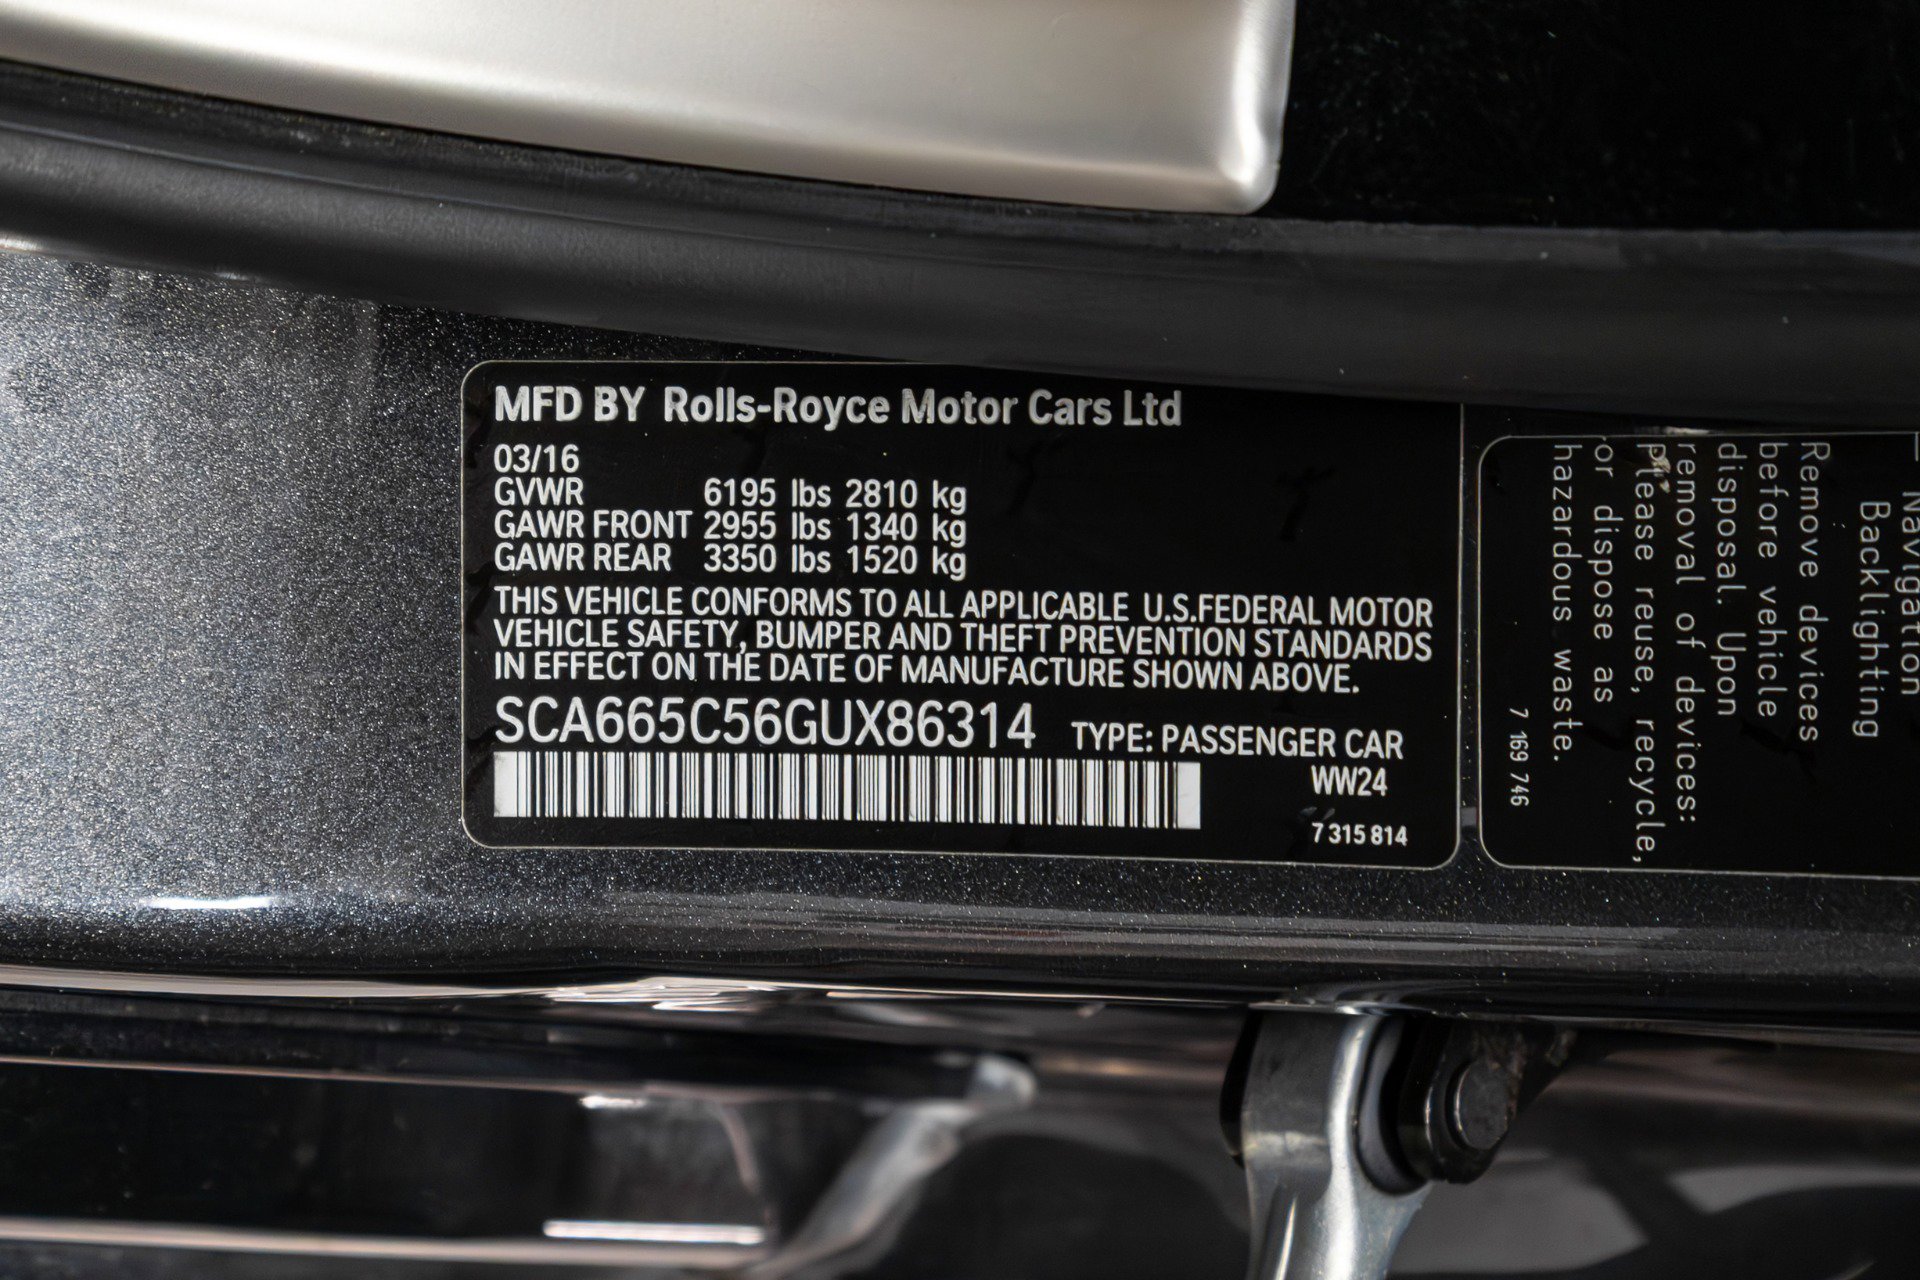 MFD BY Rolls-Royce Motor Cars Ltd
03/16
GVWR 6195 lbs 2810 kg
GAWR FRONT 2955 lbs 1340 kg
GAWR REAR 3350 lbs 1520 kg
THIS VEHICLE CONFORMS TO ALL APPLICABLE U.S.FEDERAL MOTOR
VEHICLE SAFETY, BUMPER AND THEFT PREVENTION STANDARDS
IN EFFECT ON THE DATE OF MANUFACTURE SHOWN ABOVE.
SCA665C56GUX86314 TYPE: PASSENGER CAR
WW24
7 315 814
Navigation
Backlighting
Remove devices
before vehicle
disposal. Upon
removal of devices:
please reuse, recycle,
or dispose as
hazardous waste.
7 169 746